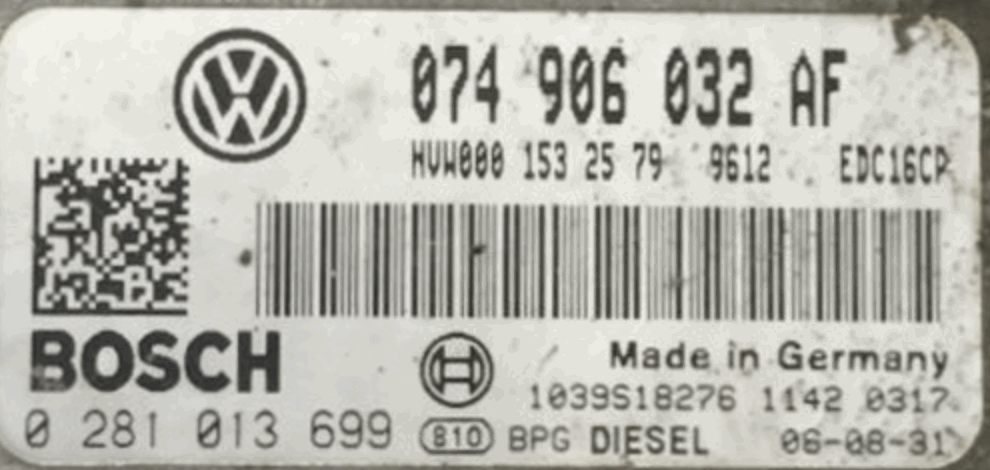 074 906 032 AF
HVW000 153 25 79 9612 EDC16CP
BOSCH
Made in Germany
1039S18276 1142 0317
0 281 013 699
810 BPG DIESEL 06-08-31